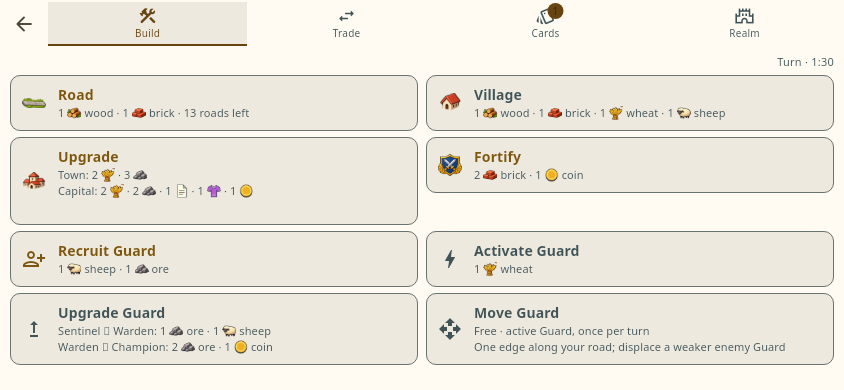 Build
Trade
Cards
Realm
Turn · 1:30
Road
1 wood · 1 brick · 13 roads left
Village
1 wood · 1 brick · 1 wheat · 1 sheep
Upgrade
Town: 2 · 3
Capital: 2 · 2 · 1 · 1 · 1
Fortify
2 brick · 1 coin
Recruit Guard
1 sheep · 1 ore
Activate Guard
1 wheat
Upgrade Guard
Sentinel ▯ Warden: 1 ore · 1 sheep
Warden ▯ Champion: 2 ore · 1 coin
Move Guard
Free · active Guard, once per turn
One edge along your road; displace a weaker enemy Guard